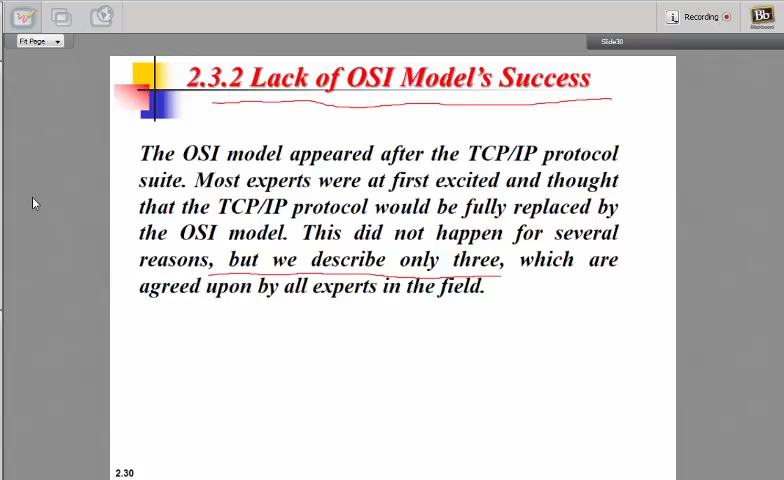 Recording
Bb
Blackboard
Fit Page
Slide30
2.3.2 Lack of OSI Model's Success
The OSI model appeared after the TCP/IP protocol
suite. Most experts were at first excited and thought
that the TCP/IP protocol would be fully replaced by
the OSI model. This did not happen for several
reasons, but we describe only three, which are
agreed upon by all experts in the field.
2.30